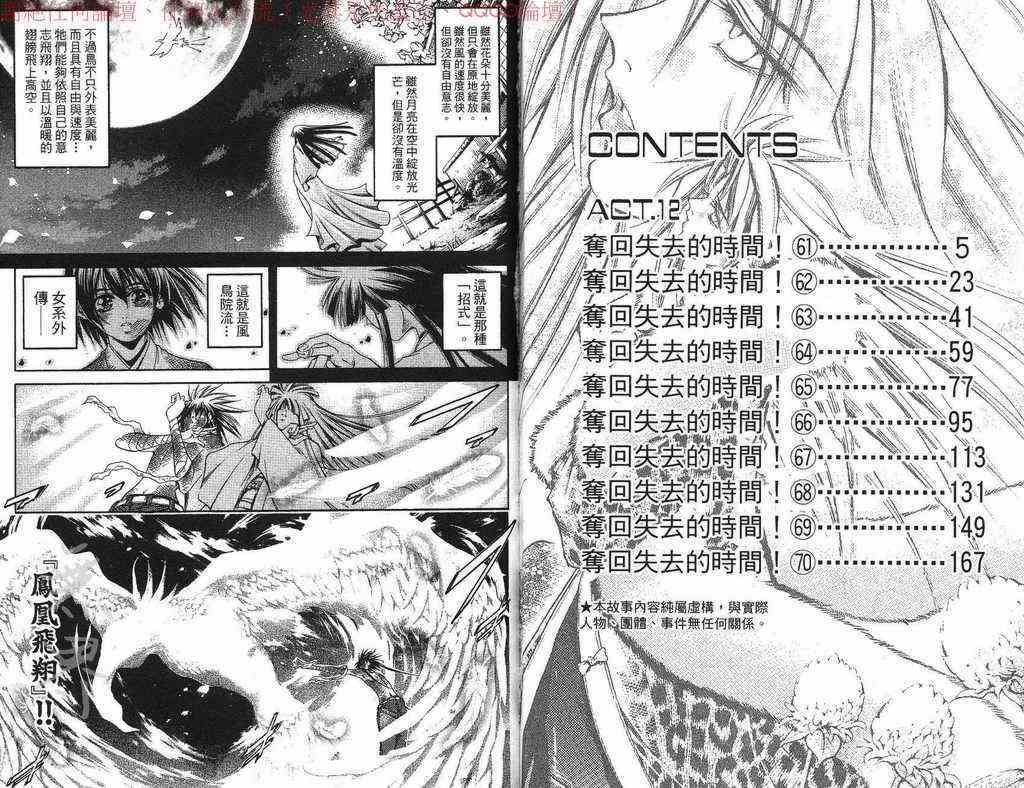 CONTENTS
ACT.12
奪回失去的時間！㉑⋯⋯5
奪回失去的時間！㉒⋯⋯23
奪回失去的時間！㉓⋯⋯41
奪回失去的時間！㉔⋯⋯59
奪回失去的時間！65⋯⋯77
奪回失去的時間！66⋯⋯95
奪回失去的時間！67⋯⋯113
奪回失去的時間！68⋯⋯131
奪回失去的時間！69⋯⋯149
奪回失去的時間！70⋯⋯167
★本故事內容純屬虛構，與實際
人物、團體、事件無任何關係。
雖然花朵十分美麗，
但只會在原地綻放。
雖然風的速度很快，
但卻沒有自由意志。
雖然月亮在空中綻放光
芒，但是卻沒有溫度。
不過鳥不只外表美麗，
而且具有自由與速度⋯
牠們能夠依照自己的意
志飛翔，並且以溫暖的
翅膀飛上高空。
這就是那種
「招式」。
這就是風
鳥院流⋯
女系外
傳——
『鳳凰飛翔』!!